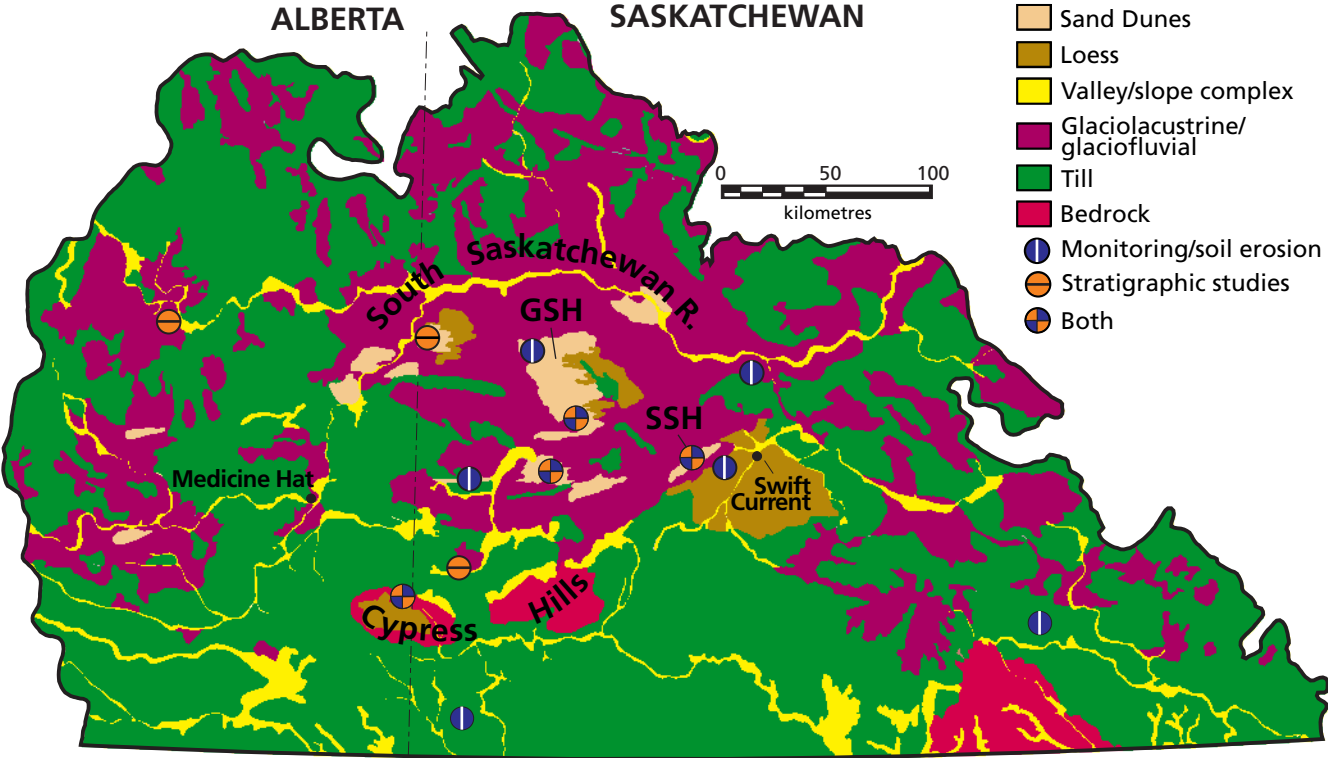 ALBERTA
SASKATCHEWAN
Sand Dunes
Loess
Valley/slope complex
Glaciolacustrine/
glaciofluvial
Till
Bedrock
Monitoring/soil erosion
Stratigraphic studies
Both
0 50 100
kilometres
South Saskatchewan R.
GSH
SSH
Medicine Hat
Swift
Current
Cypress Hills